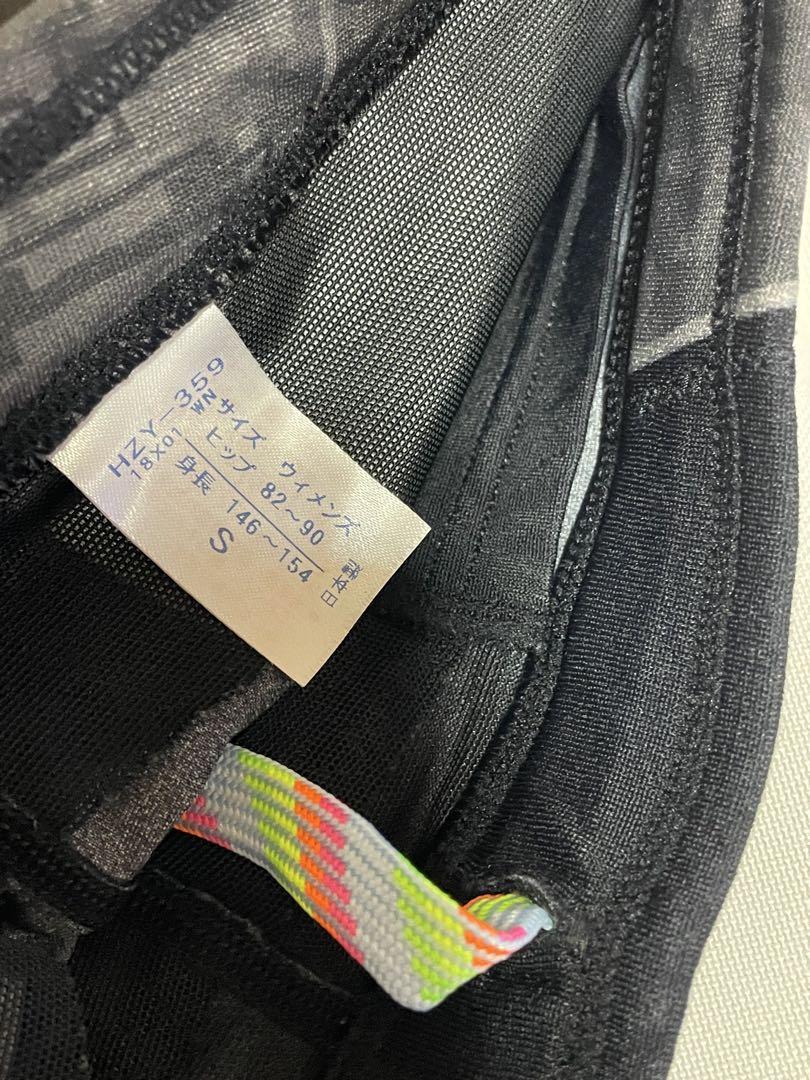 HZY-359
18X01 WN
サイズ ウィメンズ
ヒップ 82~90
身長 146~154
S
日本製